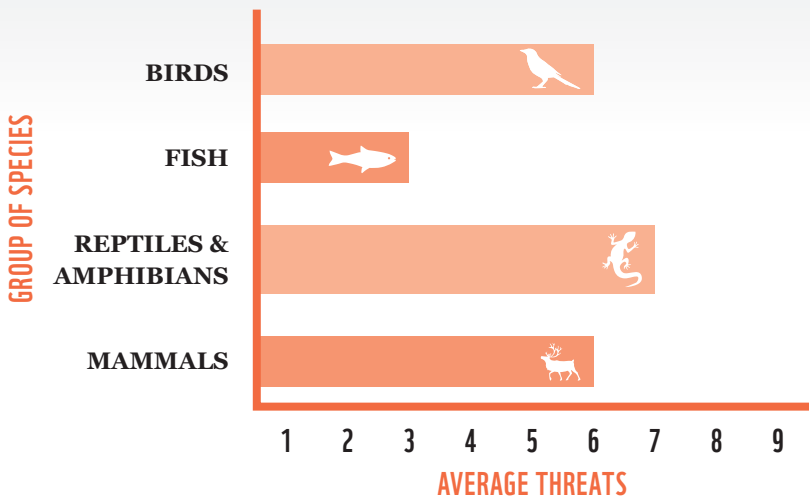 GROUP OF SPECIES
BIRDS
FISH
REPTILES &
AMPHIBIANS
MAMMALS
1 2 3 4 5 6 7 8 9
AVERAGE THREATS